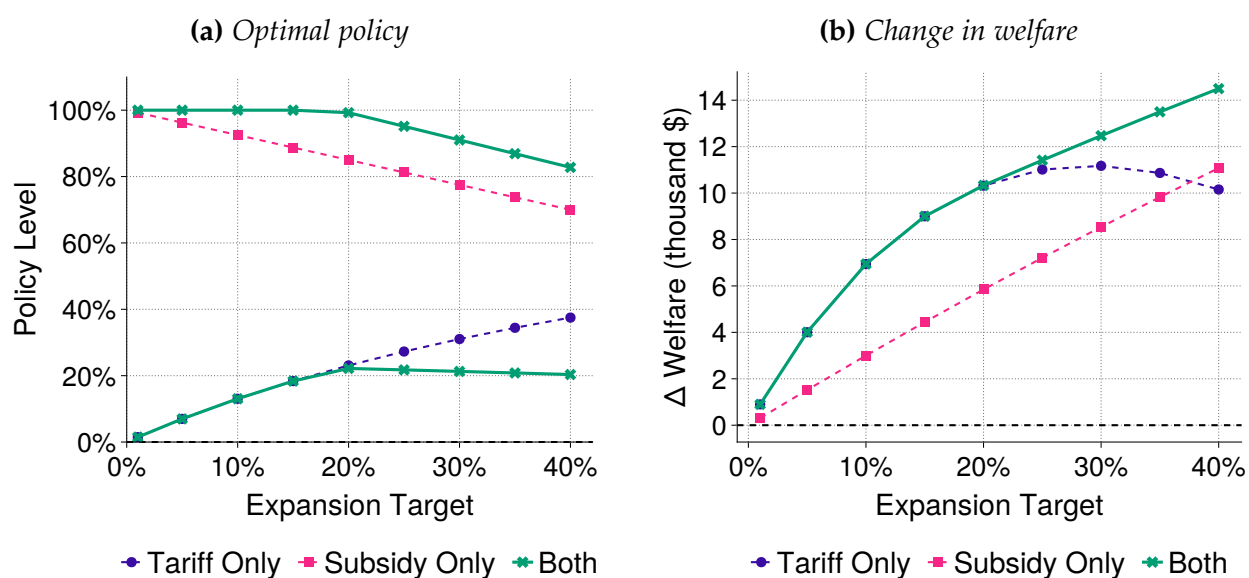 (a) Optimal policy
100%
80%
60%
40%
20%
0%
Policy Level
0% 10% 20% 30% 40%
Expansion Target
Tariff Only Subsidy Only Both
(b) Change in welfare
14
12
10
8
6
4
2
0
Δ Welfare (thousand $)
0% 10% 20% 30% 40%
Expansion Target
Tariff Only Subsidy Only Both